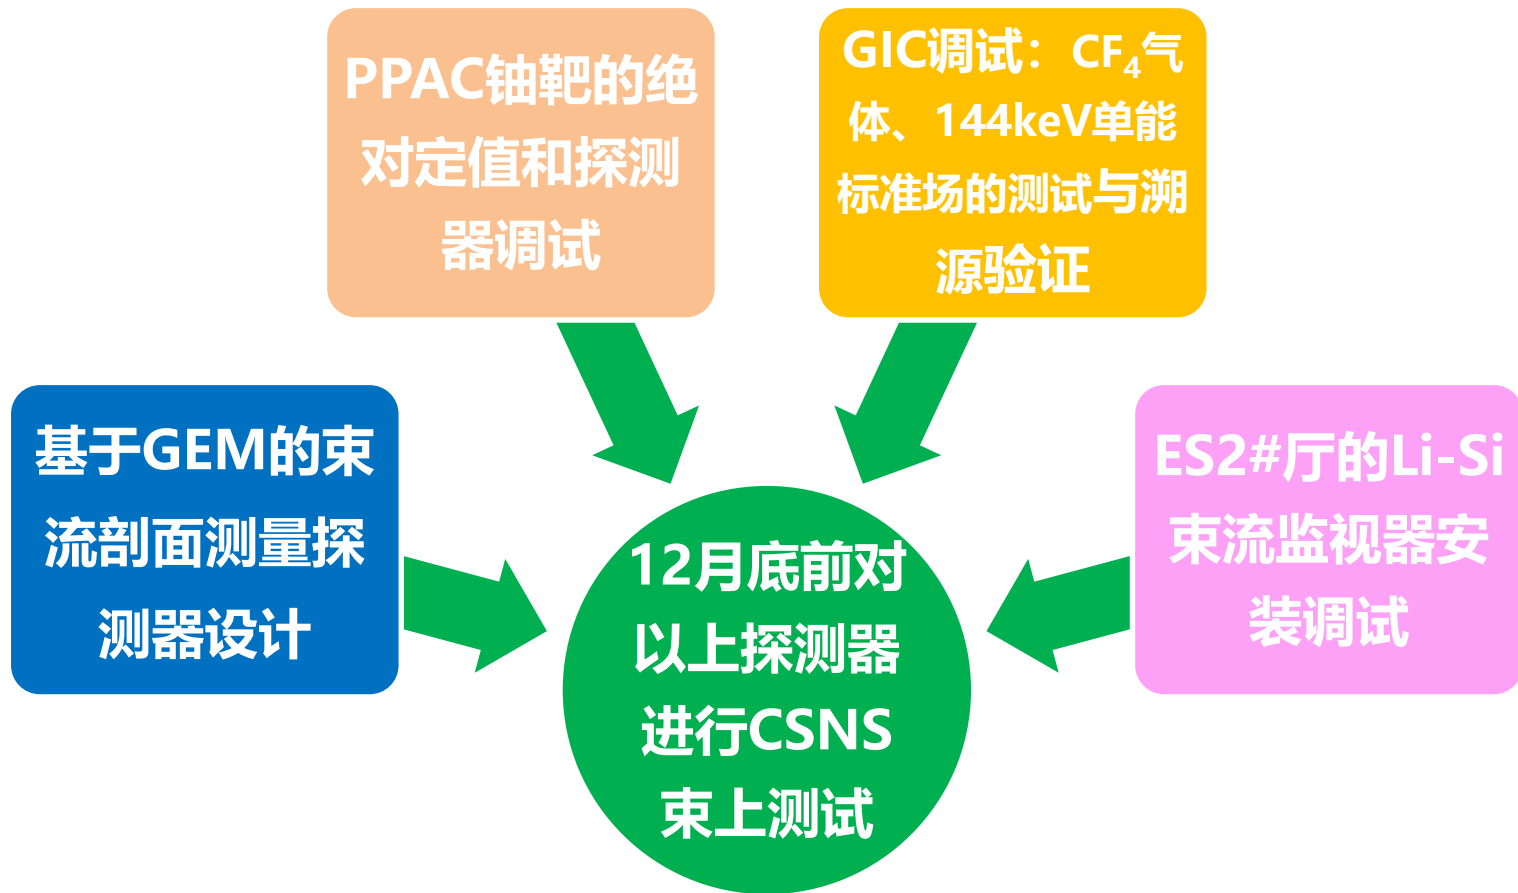 PPAC铀靶的绝
对定值和探测
器调试
GIC调试：CF₄气
体、144keV单能
标准场的测试与溯
源验证
基于GEM的束
流剖面测量探
测器设计
ES2#厅的Li-Si
束流监视器安
装调试
12月底前对
以上探测器
进行CSNS
束上测试